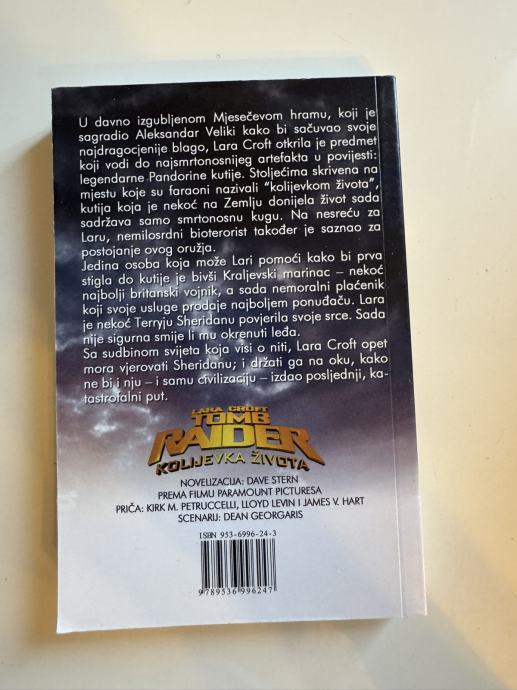 U davno izgubljenom Mjesečevom hramu, koji je
sagradio Aleksandar Veliki kako bi sačuvao svoje
najdragocjenije blago, Lara Croft otkrila je predmet
koji vodi do najsmrtonosnijeg artefakta u povijesti:
legendarne Pandorine kutije. Stoljećima skrivena na
mjestu koje su faraoni nazivali "kolijevkom života",
kutija koja je nekoć na Zemlju donijela život sada
sadržava samo smrtonosnu kugu. Na nesreću za
Laru, nemilosrdni bioterorist također je saznao za
postojanje ovog oružja.
Jedina osoba koja može Lari pomoći kako bi prva
stigla do kutije je bivši Kraljevski marinac – nekoć
najbolji britanski vojnik, a sada nemoralni plaćenik
koji svoje usluge prodaje najboljem ponuđaču. Lara
je nekoć Terryju Sheridanu povjerila svoje srce. Sada
nije sigurna smije li mu okrenuti leđa.
Sa sudbinom svijeta koja visi o niti, Lara Croft opet
mora vjerovati Sheridanu; i držati ga na oku, kako
ne bi i nju – i samu civilizaciju – izdao posljednji, ka-
tastrofalni put.
LARA CROFT
TOMB
RAIDER
KOLIJEVKA ŽIVOTA
NOVELIZACIJA: DAVE STERN
PREMA FILMU PARAMOUNT PICTURESA
PRIČA: KIRK M. PETRUCCELLI, LLOYD LEVIN I JAMES V. HART
SCENARIJ: DEAN GEORGARIS
ISBN 953-6996-24-3
9789536996247